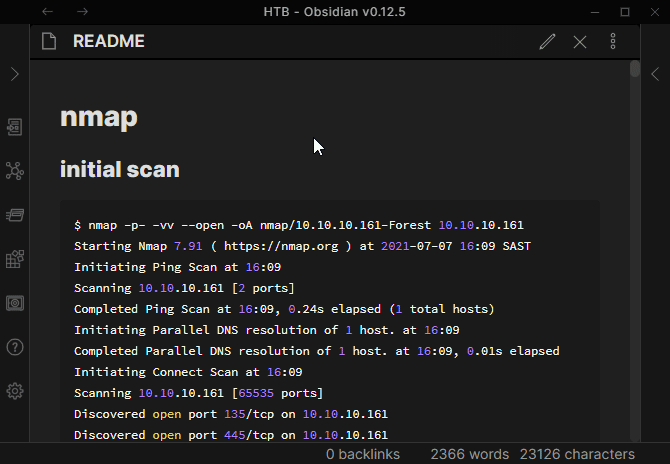 HTB - Obsidian v0.12.5
README
nmap
initial scan
$ nmap -p- -vv --open -oA nmap/10.10.10.161-Forest 10.10.10.161
Starting Nmap 7.91 ( https://nmap.org ) at 2021-07-07 16:09 SAST
Initiating Ping Scan at 16:09
Scanning 10.10.10.161 [2 ports]
Completed Ping Scan at 16:09, 0.24s elapsed (1 total hosts)
Initiating Parallel DNS resolution of 1 host. at 16:09
Completed Parallel DNS resolution of 1 host. at 16:09, 0.01s elapsed
Initiating Connect Scan at 16:09
Scanning 10.10.10.161 [65535 ports]
Discovered open port 135/tcp on 10.10.10.161
Discovered open port 445/tcp on 10.10.10.161
0 backlinks 2366 words 23126 characters